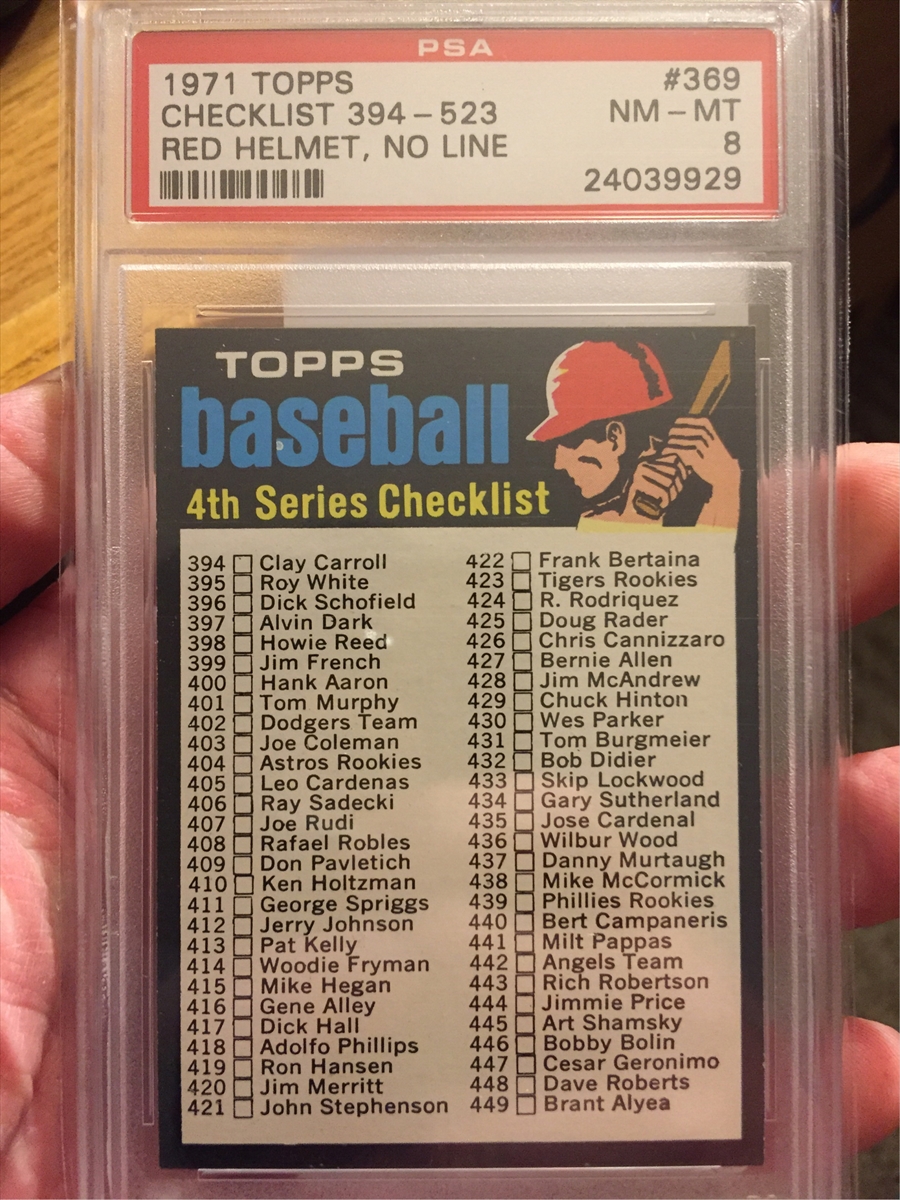 PSA
1971 TOPPS #369
CHECKLIST 394-523 NM-MT
RED HELMET, NO LINE 8
24039929
TOPPS
baseball
4th Series Checklist
394 Clay Carroll
395 Roy White
396 Dick Schofield
397 Alvin Dark
398 Howie Reed
399 Jim French
400 Hank Aaron
401 Tom Murphy
402 Dodgers Team
403 Joe Coleman
404 Astros Rookies
405 Leo Cardenas
406 Ray Sadecki
407 Joe Rudi
408 Rafael Robles
409 Don Pavletich
410 Ken Holtzman
411 George Spriggs
412 Jerry Johnson
413 Pat Kelly
414 Woodie Fryman
415 Mike Hegan
416 Gene Alley
417 Dick Hall
418 Adolfo Phillips
419 Ron Hansen
420 Jim Merritt
421 John Stephenson
422 Frank Bertaina
423 Tigers Rookies
424 R. Rodriquez
425 Doug Rader
426 Chris Cannizzaro
427 Bernie Allen
428 Jim McAndrew
429 Chuck Hinton
430 Wes Parker
431 Tom Burgmeier
432 Bob Didier
433 Skip Lockwood
434 Gary Sutherland
435 Jose Cardenal
436 Wilbur Wood
437 Danny Murtaugh
438 Mike McCormick
439 Phillies Rookies
440 Bert Campaneris
441 Milt Pappas
442 Angels Team
443 Rich Robertson
444 Jimmie Price
445 Art Shamsky
446 Bobby Bolin
447 Cesar Geronimo
448 Dave Roberts
449 Brant Alyea